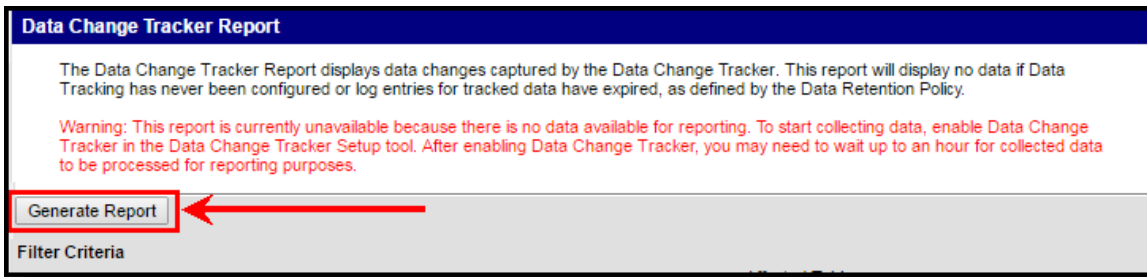 Data Change Tracker Report
The Data Change Tracker Report displays data changes captured by the Data Change Tracker. This report will display no data if Data
Tracking has never been configured or log entries for tracked data have expired, as defined by the Data Retention Policy.
Warning: This report is currently unavailable because there is no data available for reporting. To start collecting data, enable Data Change
Tracker in the Data Change Tracker Setup tool. After enabling Data Change Tracker, you may need to wait up to an hour for collected data
to be processed for reporting purposes.
Generate Report
Filter Criteria